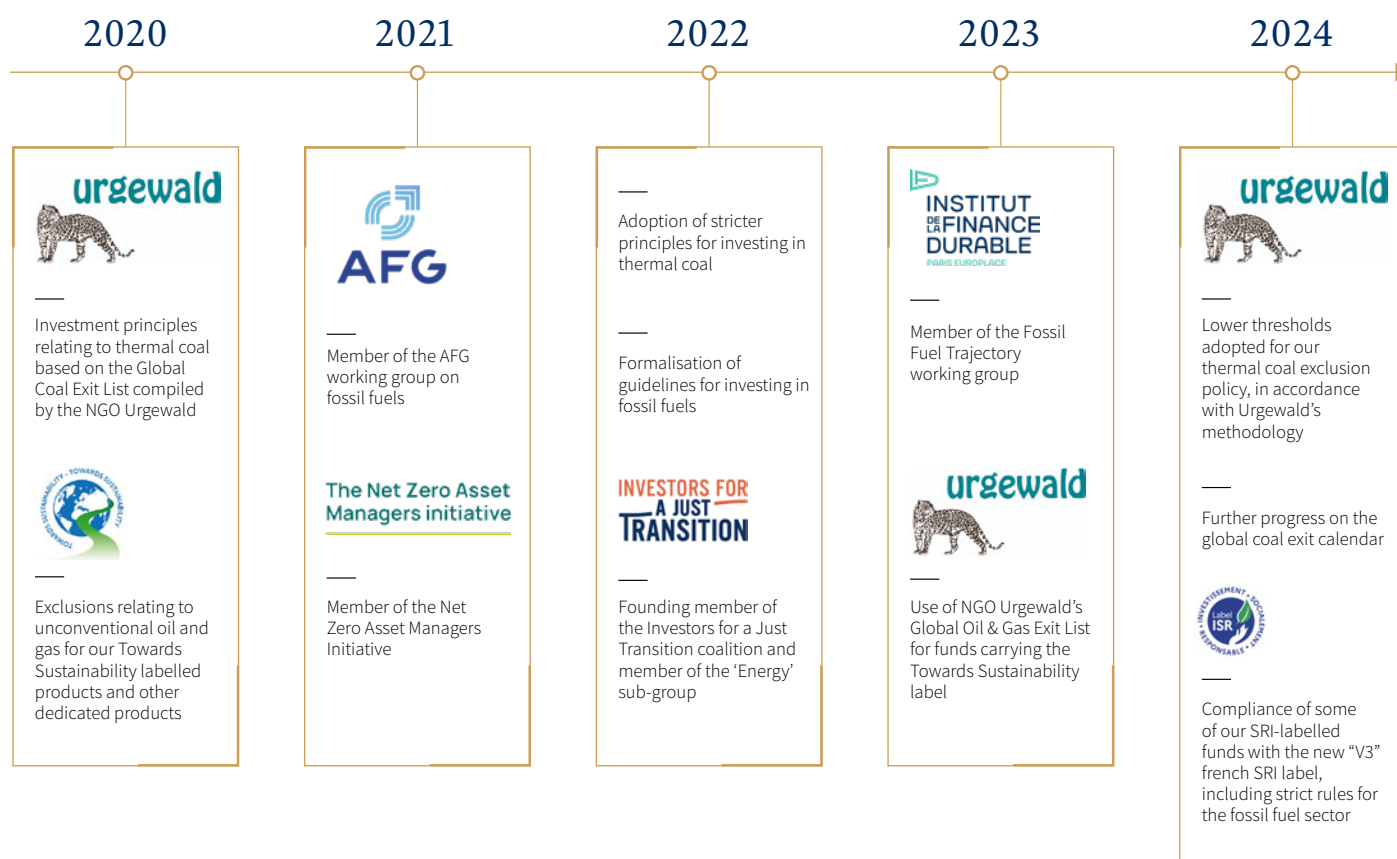 2020
2021
2022
2023
2024
urgewald
Investment principles
relating to thermal coal
based on the Global
Coal Exit List compiled
by the NGO Urgewald
TOWARDS SUSTAINABILITY - TOWARDS SUSTAINABILITY
Exclusions relating to
unconventional oil and
gas for our Towards
Sustainability labelled
products and other
dedicated products
AFG
Member of the AFG
working group on
fossil fuels
The Net Zero Asset
Managers initiative
Member of the Net
Zero Asset Managers
Initiative
Adoption of stricter
principles for investing in
thermal coal
Formalisation of
guidelines for investing in
fossil fuels
INVESTORS FOR
A JUST
TRANSITION
Founding member of
the Investors for a Just
Transition coalition and
member of the ‘Energy’
sub-group
INSTITUT
DE LA FINANCE
DURABLE
PARIS EUROPLACE
Member of the Fossil
Fuel Trajectory
working group
urgewald
Use of NGO Urgewald’s
Global Oil & Gas Exit List
for funds carrying the
Towards Sustainability
label
urgewald
Lower thresholds
adopted for our
thermal coal exclusion
policy, in accordance
with Urgewald’s
methodology
Further progress on the
global coal exit calendar
INVESTISSEMENT • SOCIALEMENT • RESPONSABLE •
Label
ISR
Compliance of some
of our SRI-labelled
funds with the new “V3”
french SRI label,
including strict rules for
the fossil fuel sector